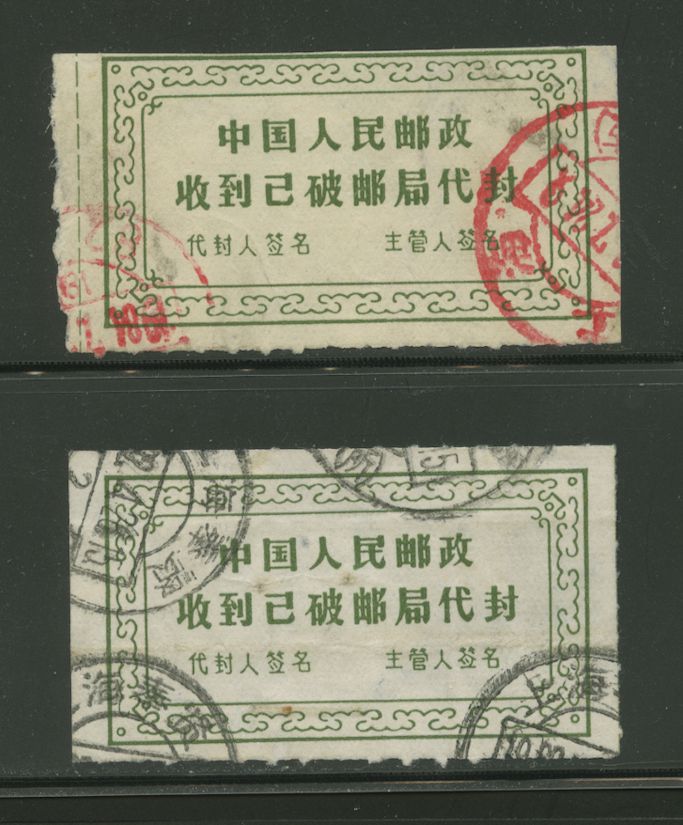 中国人民邮政
收到已破邮局代封
代封人签名 主管人签名
中国人民邮政
收到已破邮局代封
代封人签名 主管人签名